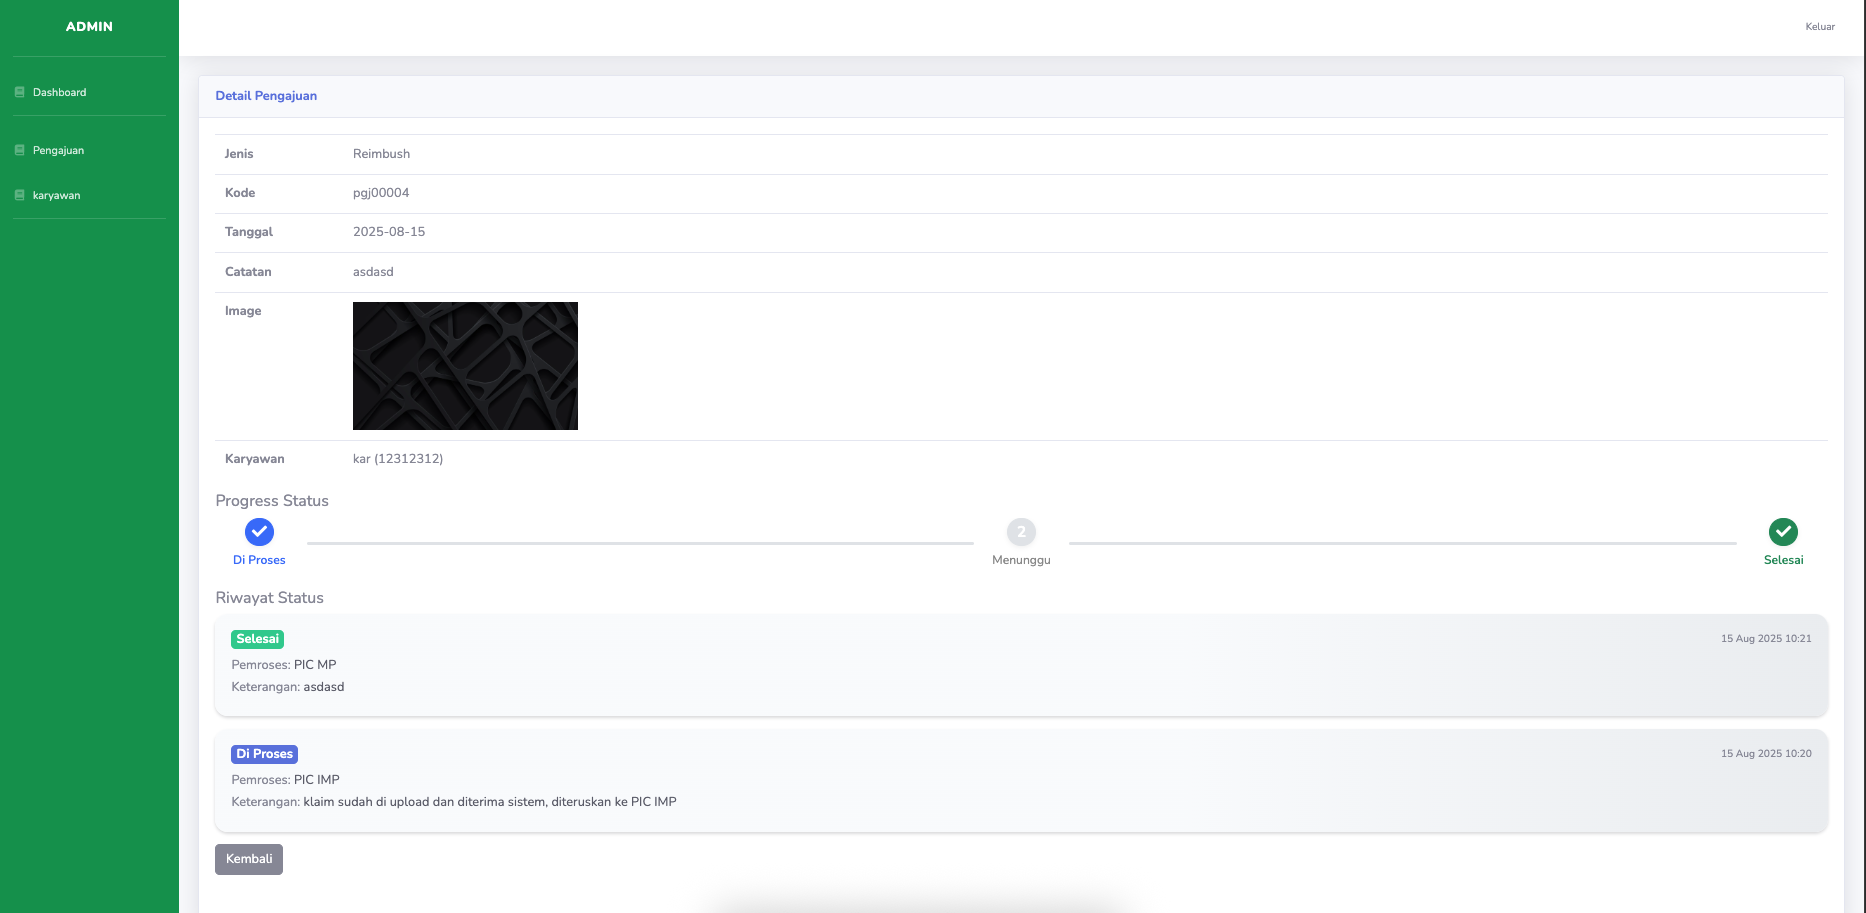 ADMIN
Keluar
Dashboard
Pengajuan
karyawan
Detail Pengajuan
Jenis Reimbush
Kode pgj00004
Tanggal 2025-08-15
Catatan asdasd
Image
Karyawan kar (12312312)
Progress Status
2
Di Proses Menunggu Selesai
Riwayat Status
Selesai 15 Aug 2025 10:21
Pemroses: PIC MP
Keterangan: asdasd
Di Proses 15 Aug 2025 10:20
Pemroses: PIC IMP
Keterangan: klaim sudah di upload dan diterima sistem, diteruskan ke PIC IMP
Kembali